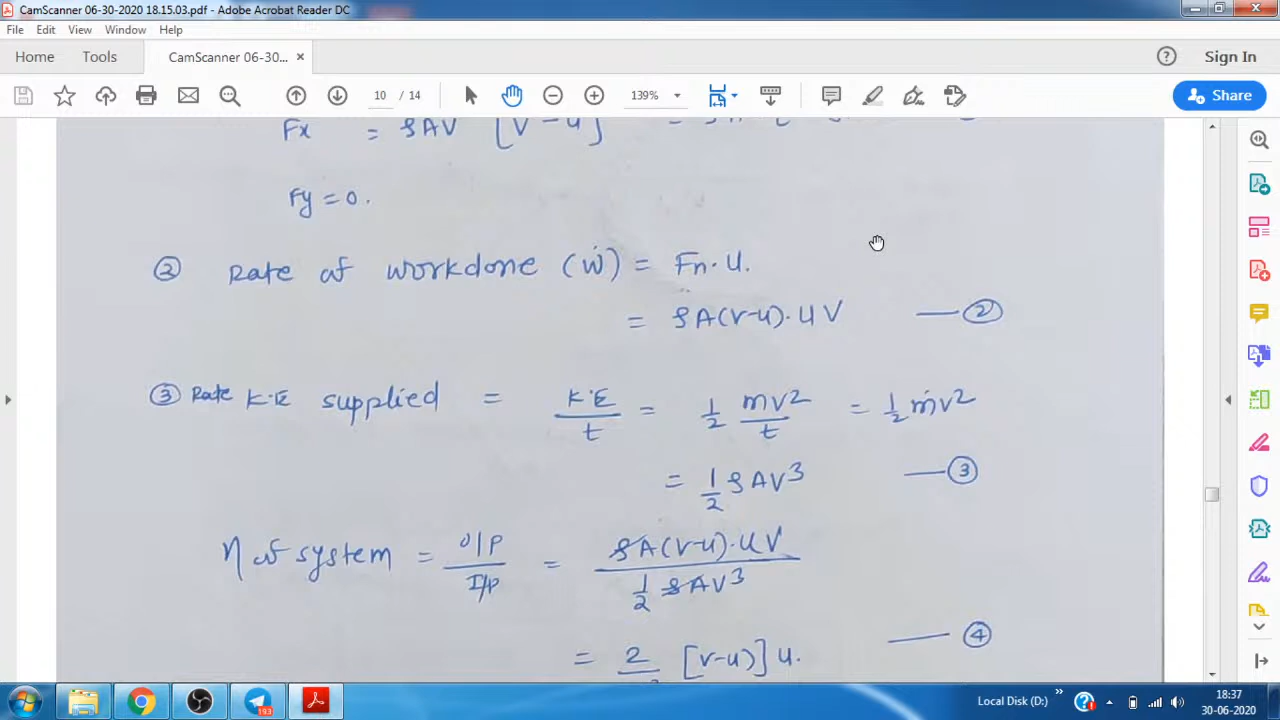 CamScanner 06-30-2020 18.15.03.pdf - Adobe Acrobat Reader DC
File Edit View Window Help
Home Tools CamScanner 06-30... × ? Sign In
10 / 14 139% Share
Fx = ρAV [V-u] =
Fy = 0.
② Rate of workdone (Ẇ) = Fn.U.
= ρA(V-u).UV —②
③ Rate K.E supplied = K.E/t = 1/2 mv²/t = 1/2 ṁv²
= 1/2 ρAV³ —③
η of system = O/P / I/P = ρA(V-u).UV / 1/2 ρAV³
= 2 [V-u)] u. —④
193 Local Disk (D:) » 18:37
30-06-2020